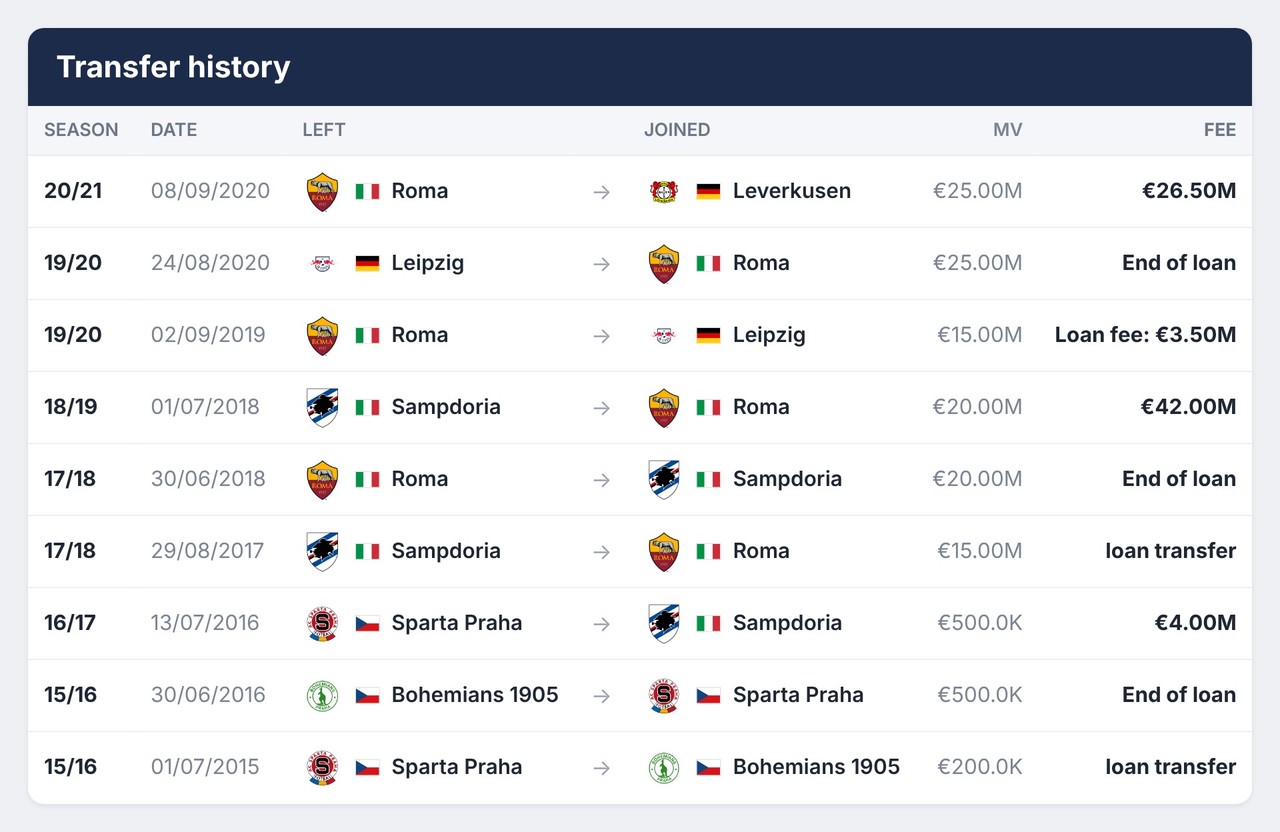 Transfer history
SEASON DATE LEFT JOINED MV FEE
20/21 08/09/2020 ROMA Roma → Leverkusen €25.00M €26.50M
19/20 24/08/2020 Leipzig → ROMA Roma €25.00M End of loan
19/20 02/09/2019 ROMA Roma → Leipzig €15.00M Loan fee: €3.50M
18/19 01/07/2018 Sampdoria → ROMA Roma €20.00M €42.00M
17/18 30/06/2018 ROMA Roma → Sampdoria €20.00M End of loan
17/18 29/08/2017 Sampdoria → ROMA Roma €15.00M loan transfer
16/17 13/07/2016 S Sparta Praha → Sampdoria €500.0K €4.00M
15/16 30/06/2016 Bohemians 1905 → S Sparta Praha €500.0K End of loan
15/16 01/07/2015 S Sparta Praha → Bohemians 1905 €200.0K loan transfer